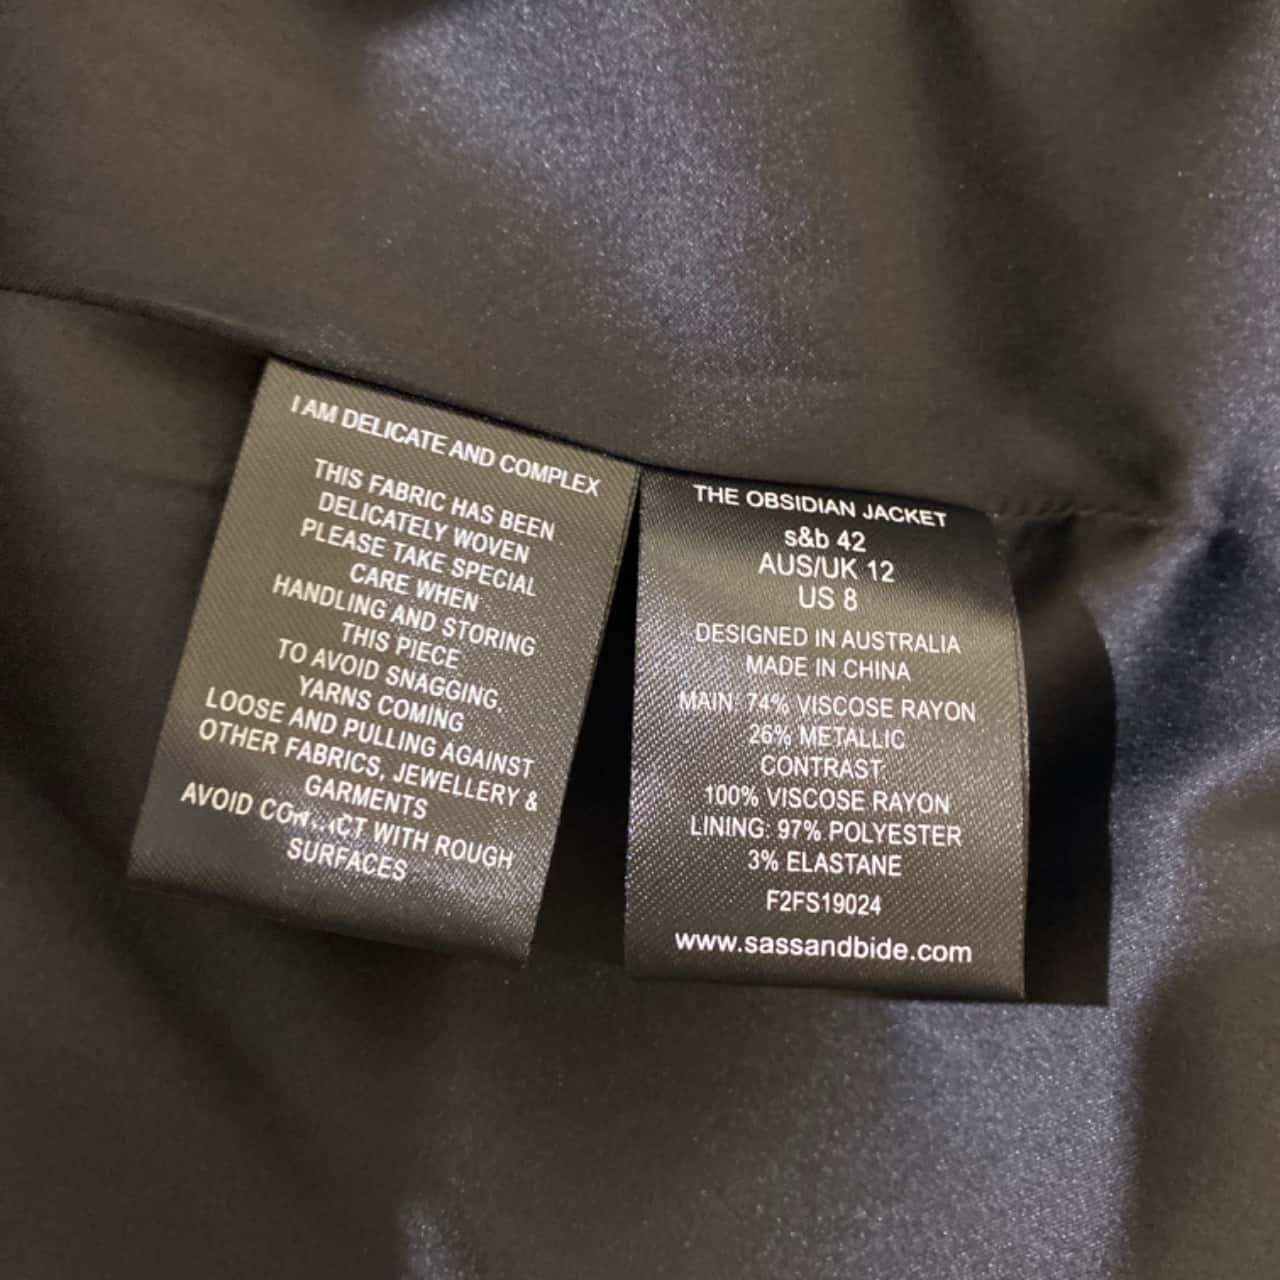 I AM DELICATE AND COMPLEX
THIS FABRIC HAS BEEN
DELICATELY WOVEN
PLEASE TAKE SPECIAL
CARE WHEN
HANDLING AND STORING
THIS PIECE
TO AVOID SNAGGING,
YARNS COMING
LOOSE AND PULLING AGAINST
OTHER FABRICS, JEWELLERY &
GARMENTS
AVOID CONTACT WITH ROUGH
SURFACES
THE OBSIDIAN JACKET
s&b 42
AUS/UK 12
US 8
DESIGNED IN AUSTRALIA
MADE IN CHINA
MAIN: 74% VISCOSE RAYON
26% METALLIC
CONTRAST:
100% VISCOSE RAYON
LINING: 97% POLYESTER
3% ELASTANE
F2FS19024
www.sassandbide.com